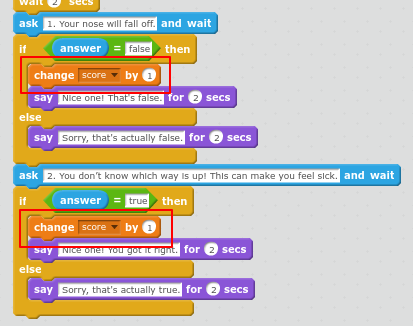 wait 2 secs
ask 1. Your nose will fall off. and wait
if answer = false then
change score by 1
say Nice one! That's false. for 2 secs
else
say Sorry, that's actually false. for 2 secs
ask 2. You don't know which way is up! This can make you feel sick. and wait
if answer = true then
change score by 1
say Nice one! You got it right. for 2 secs
else
say Sorry, that's actually true. for 2 secs